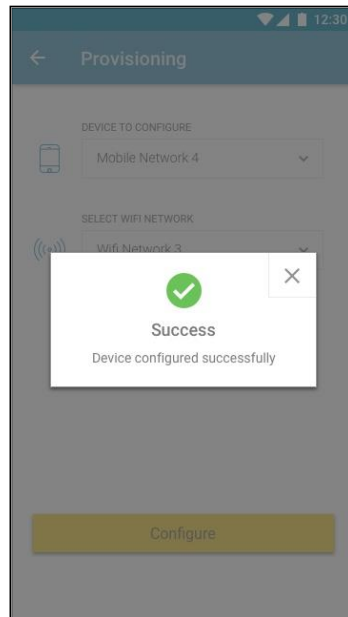 12:30
Provisioning
DEVICE TO CONFIGURE
Mobile Network 4
SELECT WIFI NETWORK
Wifi Network 3
Success
Device configured successfully
Configure